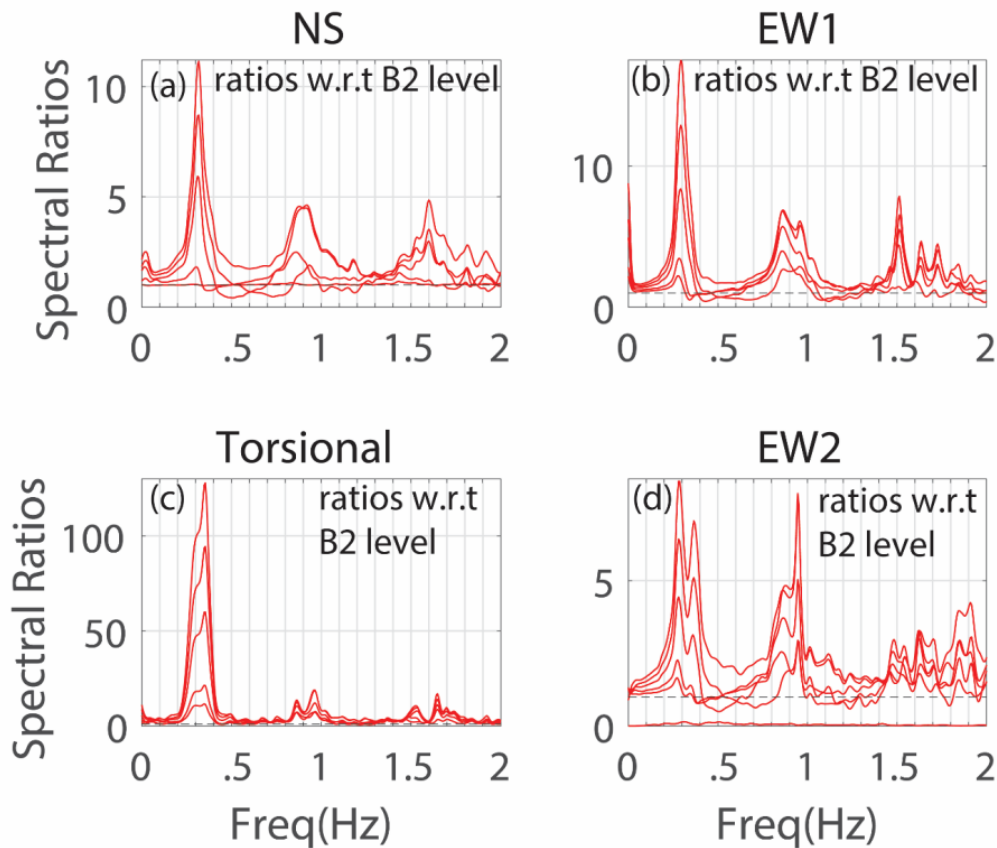 NS
(a) ratios w.r.t B2 level
10
5
0
0 .5 1 1.5 2
Spectral Ratios
EW1
(b) ratios w.r.t B2 level
10
0
0 .5 1 1.5 2
Torsional
(c) ratios w.r.t
B2 level
100
50
0
0 .5 1 1.5 2
Spectral Ratios
Freq(Hz)
EW2
(d) ratios w.r.t
B2 level
5
0
0 .5 1 1.5 2
Freq(Hz)